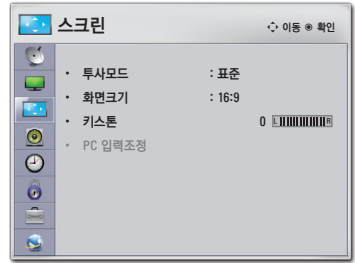 스크린 이동 ◉ 확인
• 투사모드 : 표준
• 화면크기 : 16:9
• 키스톤 0 L R
• PC 입력조정